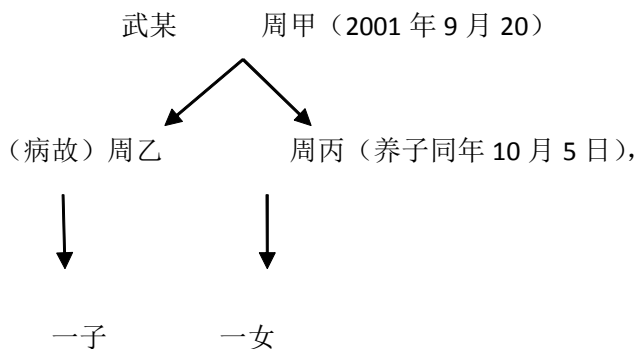 武某 周甲（2001 年 9 月 20）
（病故）周乙 周丙（养子同年 10 月 5 日），
一子 一女